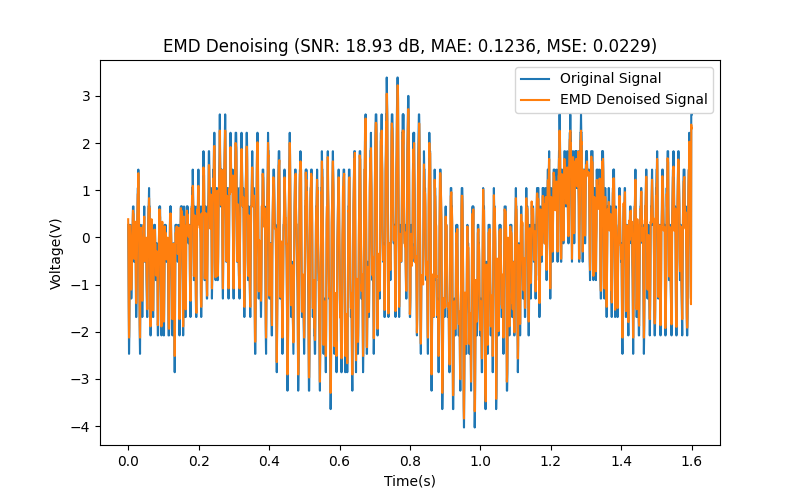 EMD Denoising (SNR: 18.93 dB, MAE: 0.1236, MSE: 0.0229)
Original Signal
EMD Denoised Signal
3
2
1
0
−1
−2
−3
−4
Voltage(V)
0.0 0.2 0.4 0.6 0.8 1.0 1.2 1.4 1.6
Time(s)